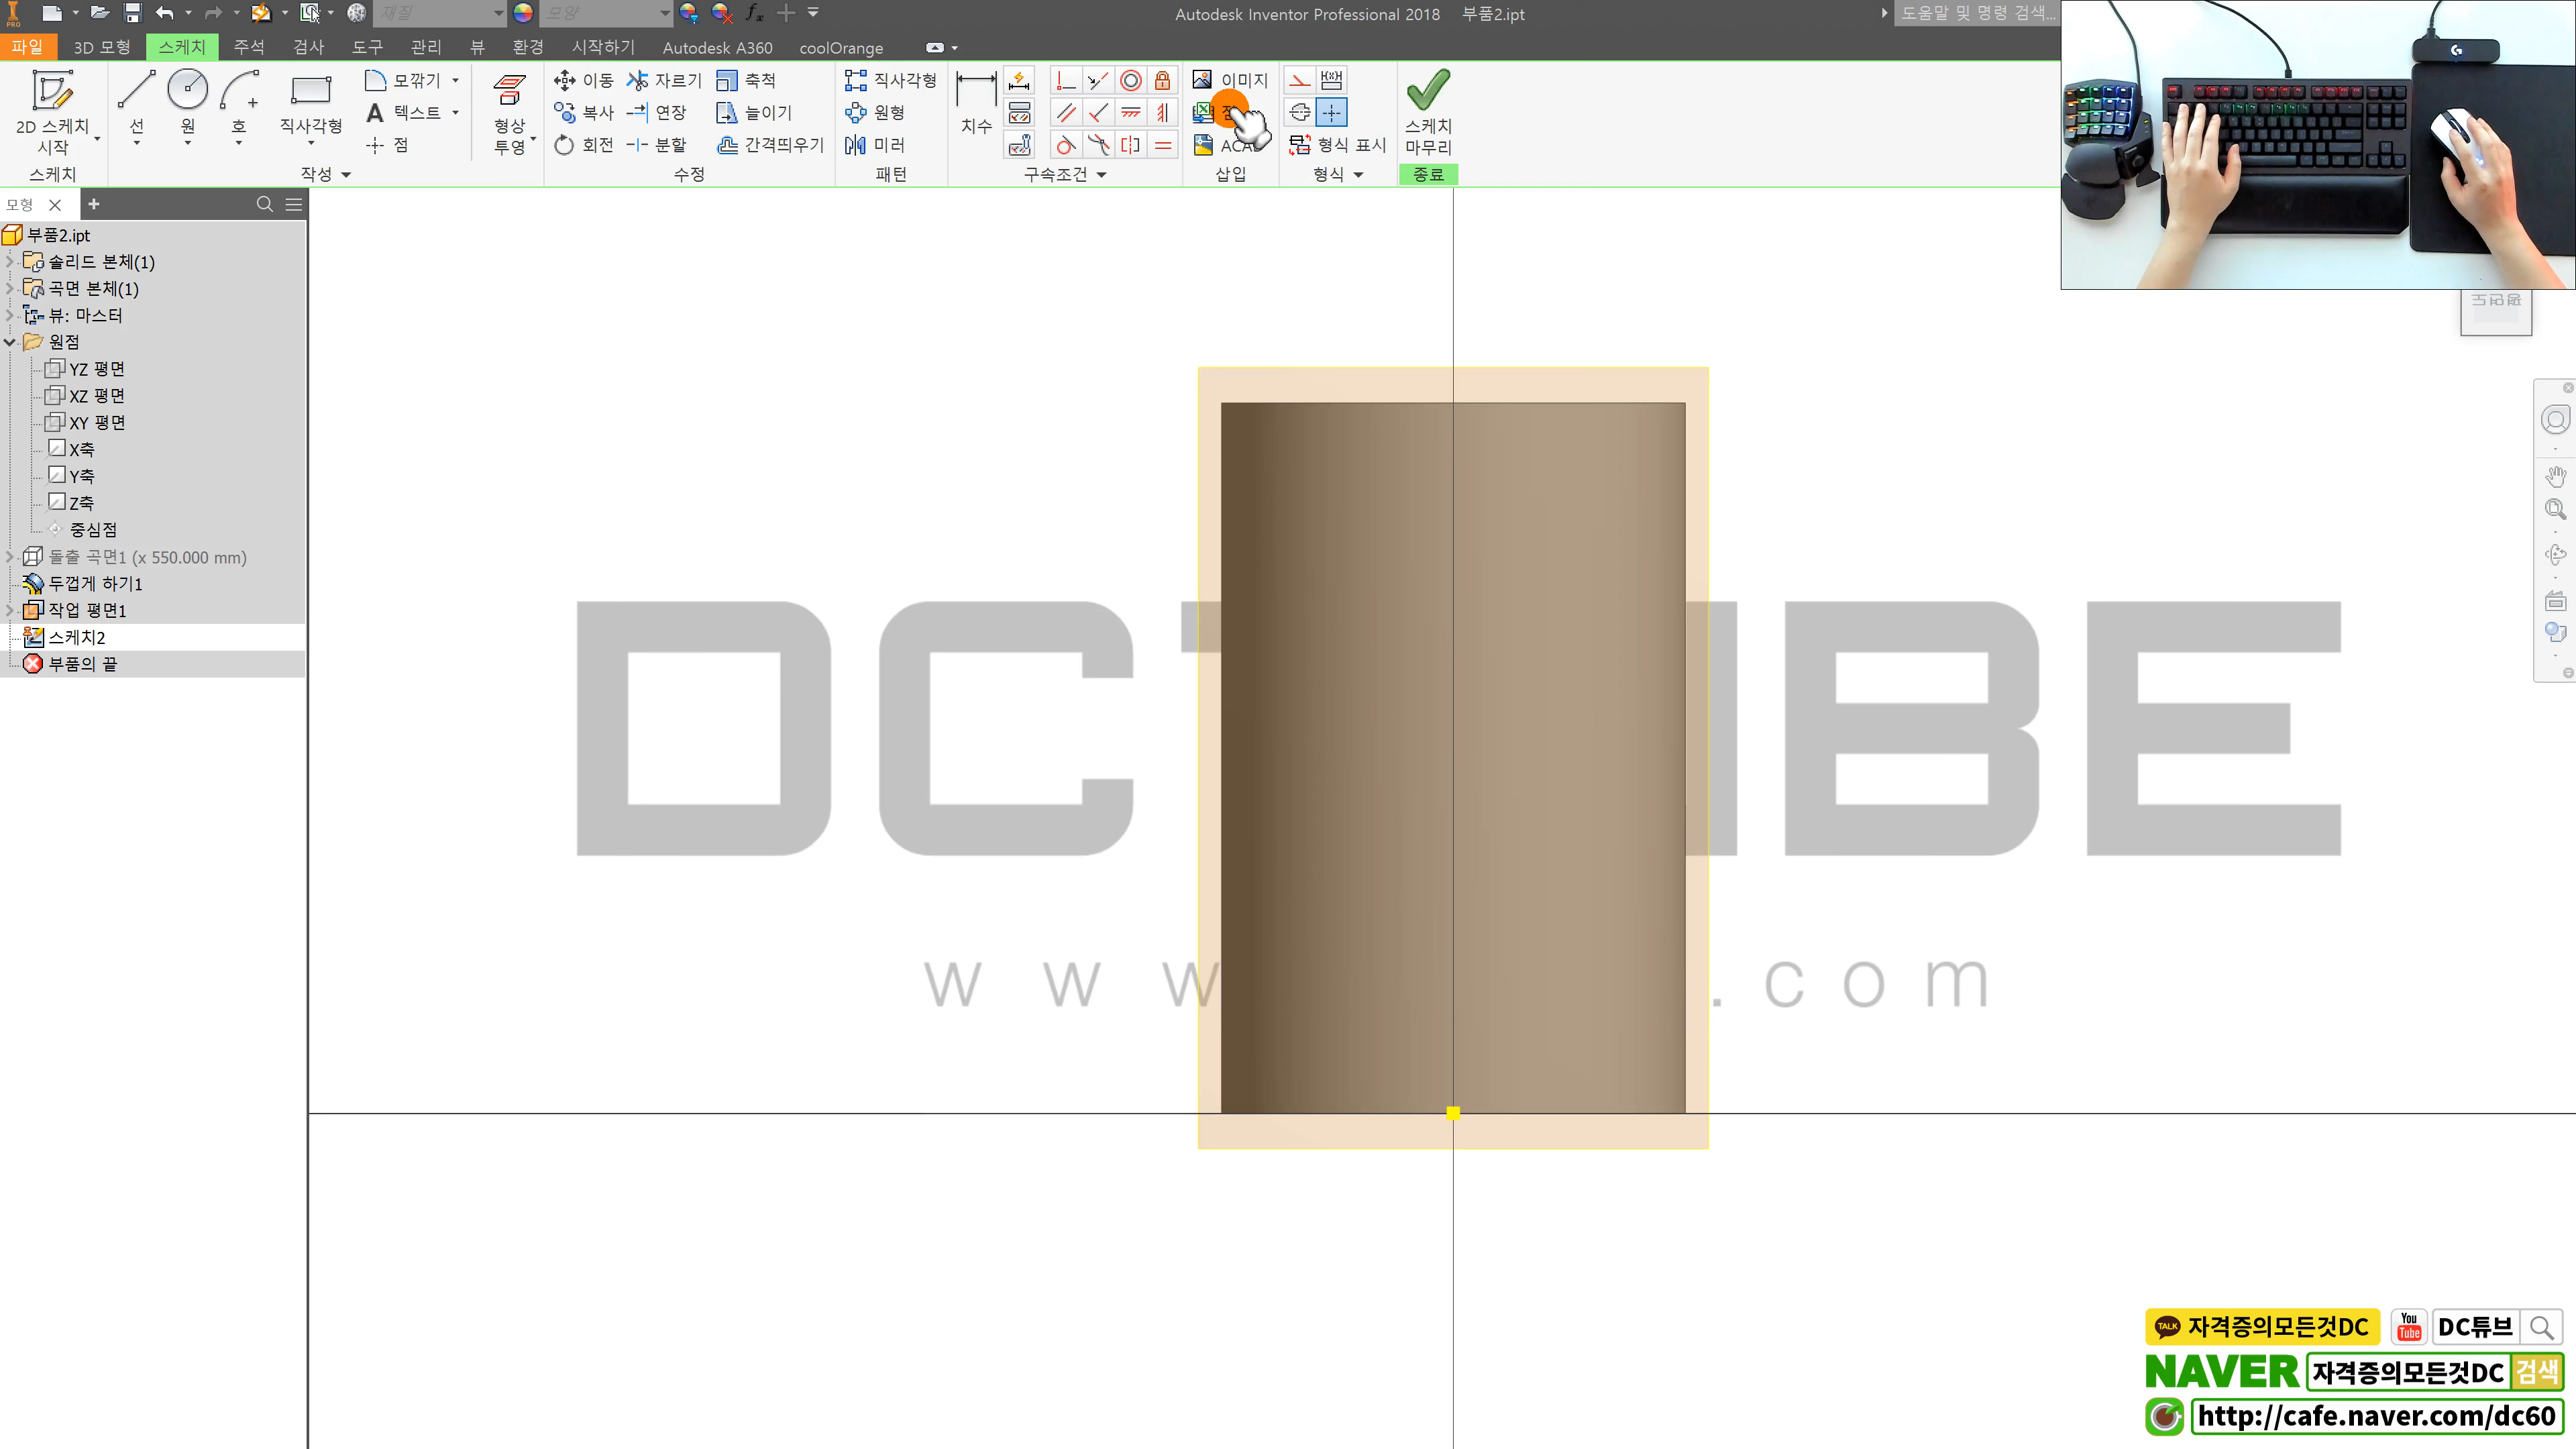 PRO
재질
모양
fx
Autodesk Inventor Professional 2018 부품2.ipt
도움말 및 명령 검색...
파일 3D 모형 스케치 주석 검사 도구 관리 뷰 환경 시작하기 Autodesk A360 coolOrange
2D 스케치 시작
선 원 호 직사각형
모깎기
텍스트
점
형상 투영
이동 자르기 축척
복사 연장 늘이기
회전 분할 간격띄우기
직사각형
원형
미러
치수
이미지
ACAD
형식 표시
스케치 마무리
스케치 작성 수정 패턴 구속조건 삽입 형식 종료
모형
부품2.ipt
솔리드 본체(1)
곡면 본체(1)
뷰: 마스터
원점
YZ 평면
XZ 평면
XY 평면
X축
Y축
Z축
중심점
돌출 곡면1 (x 550.000 mm)
두껍게 하기1
작업 평면1
스케치2
부품의 끝
DCT BE
w w w .com
TALK 자격증의모든것DC You Tube DC튜브
NAVER 자격증의모든것DC 검색
http://cafe.naver.com/dc60